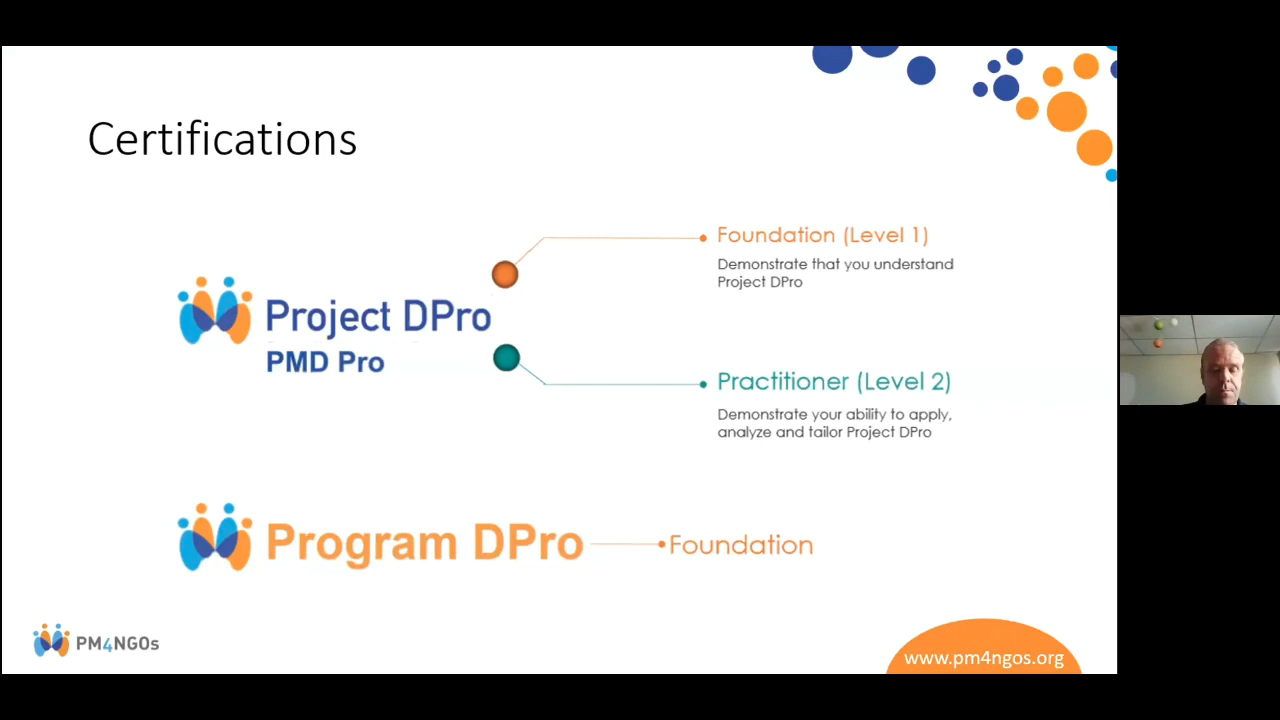 Certifications
Foundation (Level 1)
Demonstrate that you understand
Project DPro
Project DPro
PMD Pro
Practitioner (Level 2)
Demonstrate your ability to apply,
analyze and tailor Project DPro
Program DPro
Foundation
PM4NGOs
www.pm4ngos.org